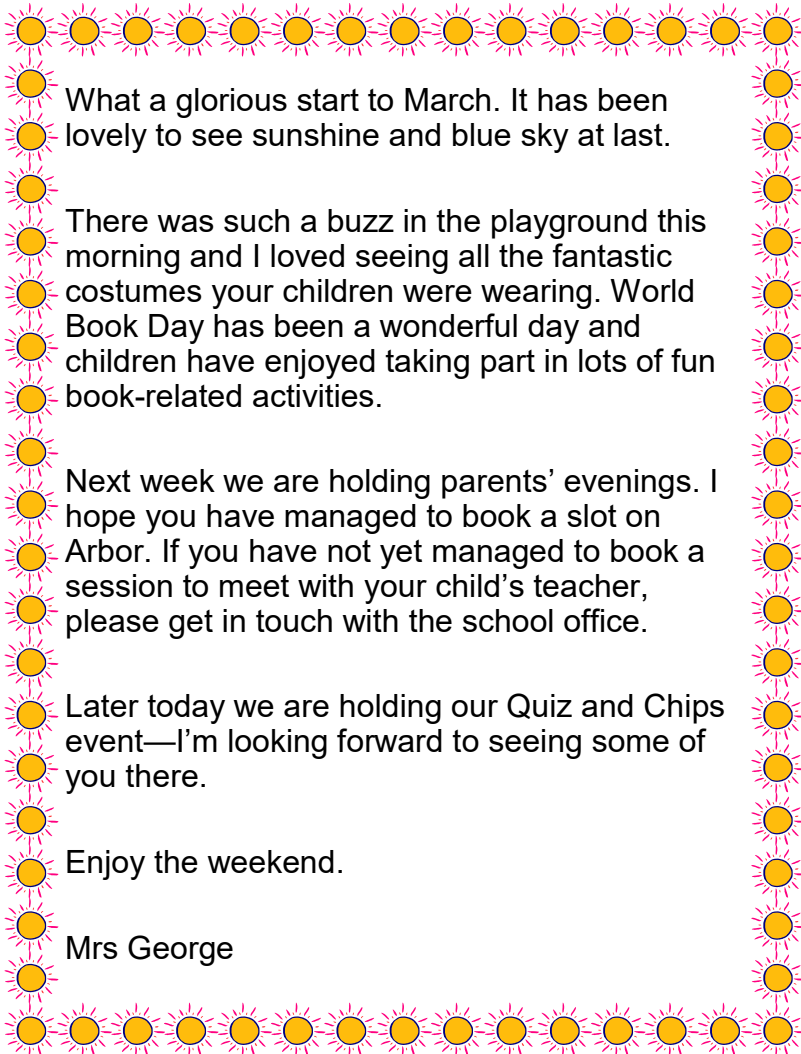 What a glorious start to March. It has been
lovely to see sunshine and blue sky at last.
There was such a buzz in the playground this
morning and I loved seeing all the fantastic
costumes your children were wearing. World
Book Day has been a wonderful day and
children have enjoyed taking part in lots of fun
book-related activities.
Next week we are holding parents’ evenings. I
hope you have managed to book a slot on
Arbor. If you have not yet managed to book a
session to meet with your child’s teacher,
please get in touch with the school office.
Later today we are holding our Quiz and Chips
event—I’m looking forward to seeing some of
you there.
Enjoy the weekend.
Mrs George